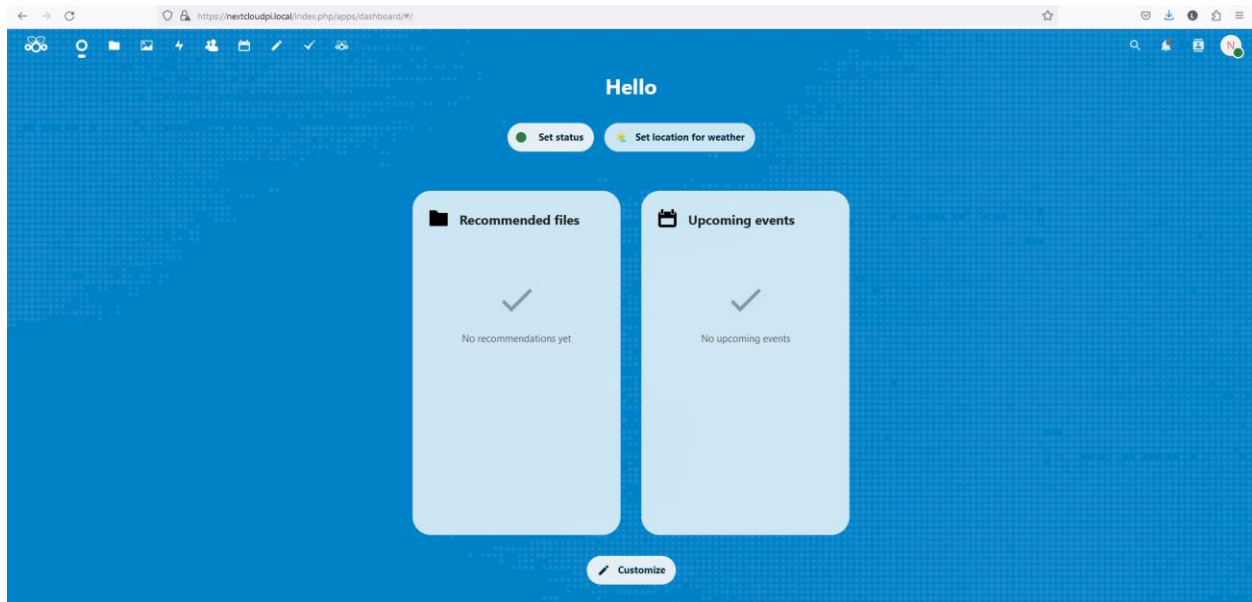 https://nextcloudpi.local/index.php/apps/dashboard/#/
N
Hello
Set status
Set location for weather
Recommended files
Upcoming events
No recommendations yet
No upcoming events
Customize